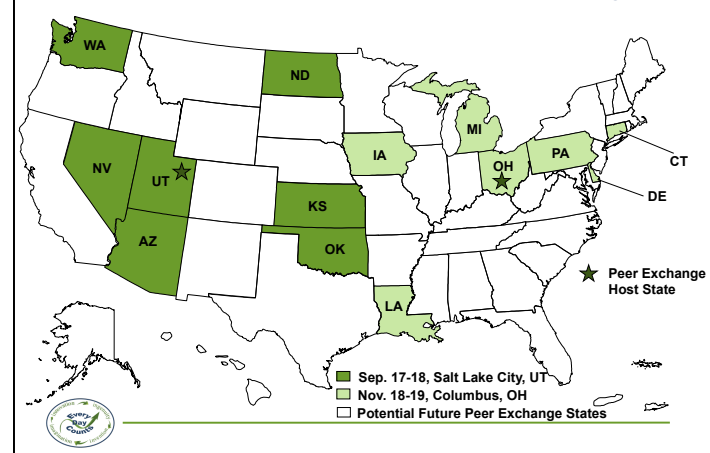 WA
ND
MI
NV
UT
IA
OH
PA
CT
DE
KS
AZ
OK
LA
Peer Exchange
Host State
Sep. 17-18, Salt Lake City, UT
Nov. 18-19, Columbus, OH
Potential Future Peer Exchange States
Every
Day
Counts